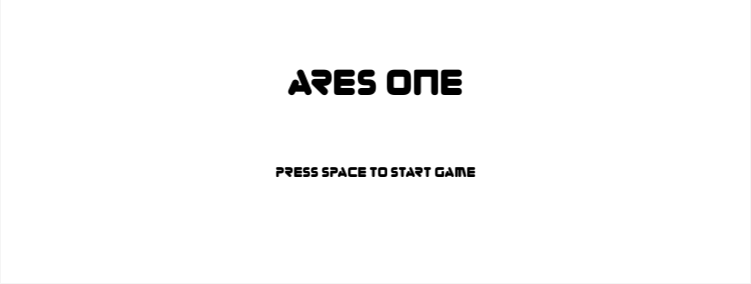 ARES ONE
PRESS SPACE TO START GAME